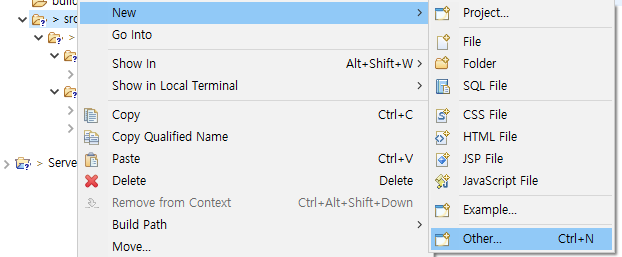 build
> src
>
>
>
>
>
>
> Serve
New
Go Into
Show In Alt+Shift+W >
Show in Local Terminal >
Copy Ctrl+C
Copy Qualified Name
Paste Ctrl+V
Delete Delete
Remove from Context Ctrl+Alt+Shift+Down
Build Path >
Move...
Project...
File
Folder
SQL File
CSS File
HTML File
JSP File
JavaScript File
Example...
Other... Ctrl+N